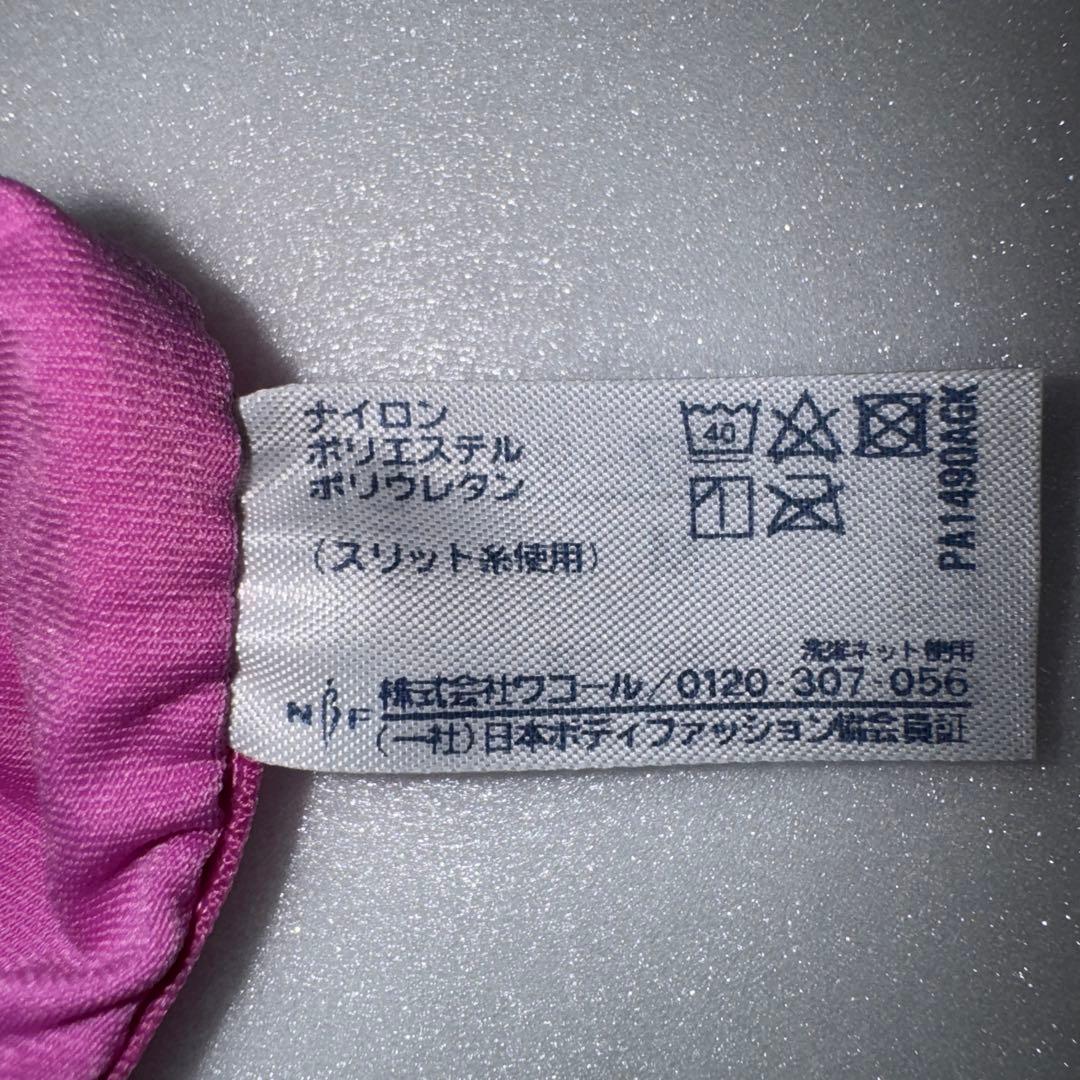 ナイロン
ポリエステル
ポリウレタン
(スリット糸使用)
40
PA1490AGK
洗濯ネット使用
NBF
株式会社ワコール/0120-307-056
(一社)日本ボディファッション協会員証